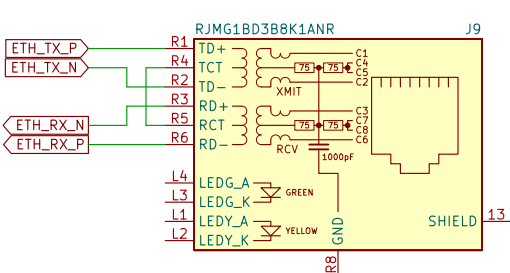 RJMG1BD3B8K1ANR J9
ETH_TX_P R1 TD+ C1
ETH_TX_N R4 TCT 75 75 C4
C5
R2 TD- C2
XMIT
R3 RD+ C3
ETH_RX_N R5 RCT 75 75 C7
C8
ETH_RX_P R6 RD- C6
RCV
1000pF
L4 LEDG_A
GREEN
L3 LEDG_K
L1 LEDY_A SHIELD 13
YELLOW
L2 LEDY_K
GND
R8